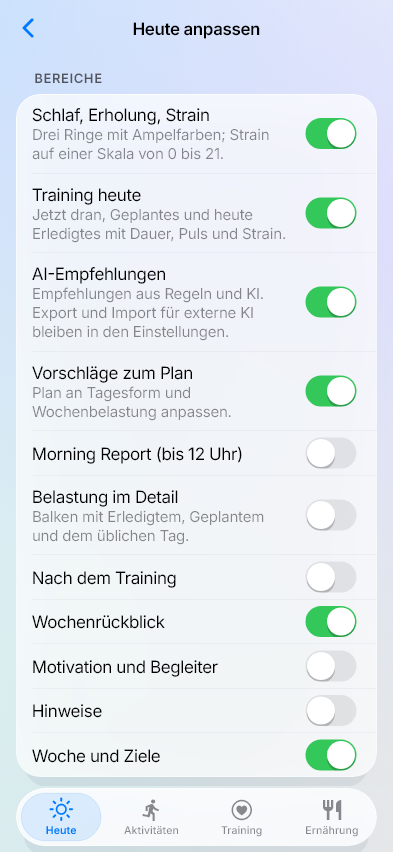 Heute anpassen
BEREICHE
Schlaf, Erholung, Strain
Drei Ringe mit Ampelfarben; Strain
auf einer Skala von 0 bis 21.
Training heute
Jetzt dran, Geplantes und heute
Erledigtes mit Dauer, Puls und Strain.
AI-Empfehlungen
Empfehlungen aus Regeln und KI.
Export und Import für externe KI
bleiben in den Einstellungen.
Vorschläge zum Plan
Plan an Tagesform und
Wochenbelastung anpassen.
Morning Report (bis 12 Uhr)
Belastung im Detail
Balken mit Erledigtem, Geplantem
und dem üblichen Tag.
Nach dem Training
Wochenrückblick
Motivation und Begleiter
Hinweise
Woche und Ziele
Heute
Aktivitäten
Training
Ernährung